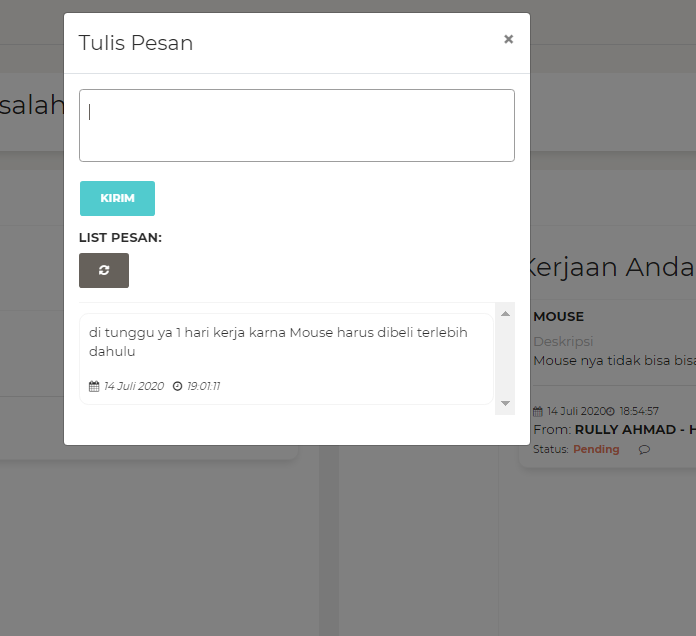 Tulis Pesan
×
KIRIM
LIST PESAN:
di tunggu ya 1 hari kerja karna Mouse harus dibeli terlebih
dahulu
14 Juli 2020 19:01:11
salah
Kerjaan Anda
MOUSE
Deskripsi
Mouse nya tidak bisa bisa
14 Juli 2020 18:54:57
From: RULLY AHMAD - H
Status: Pending